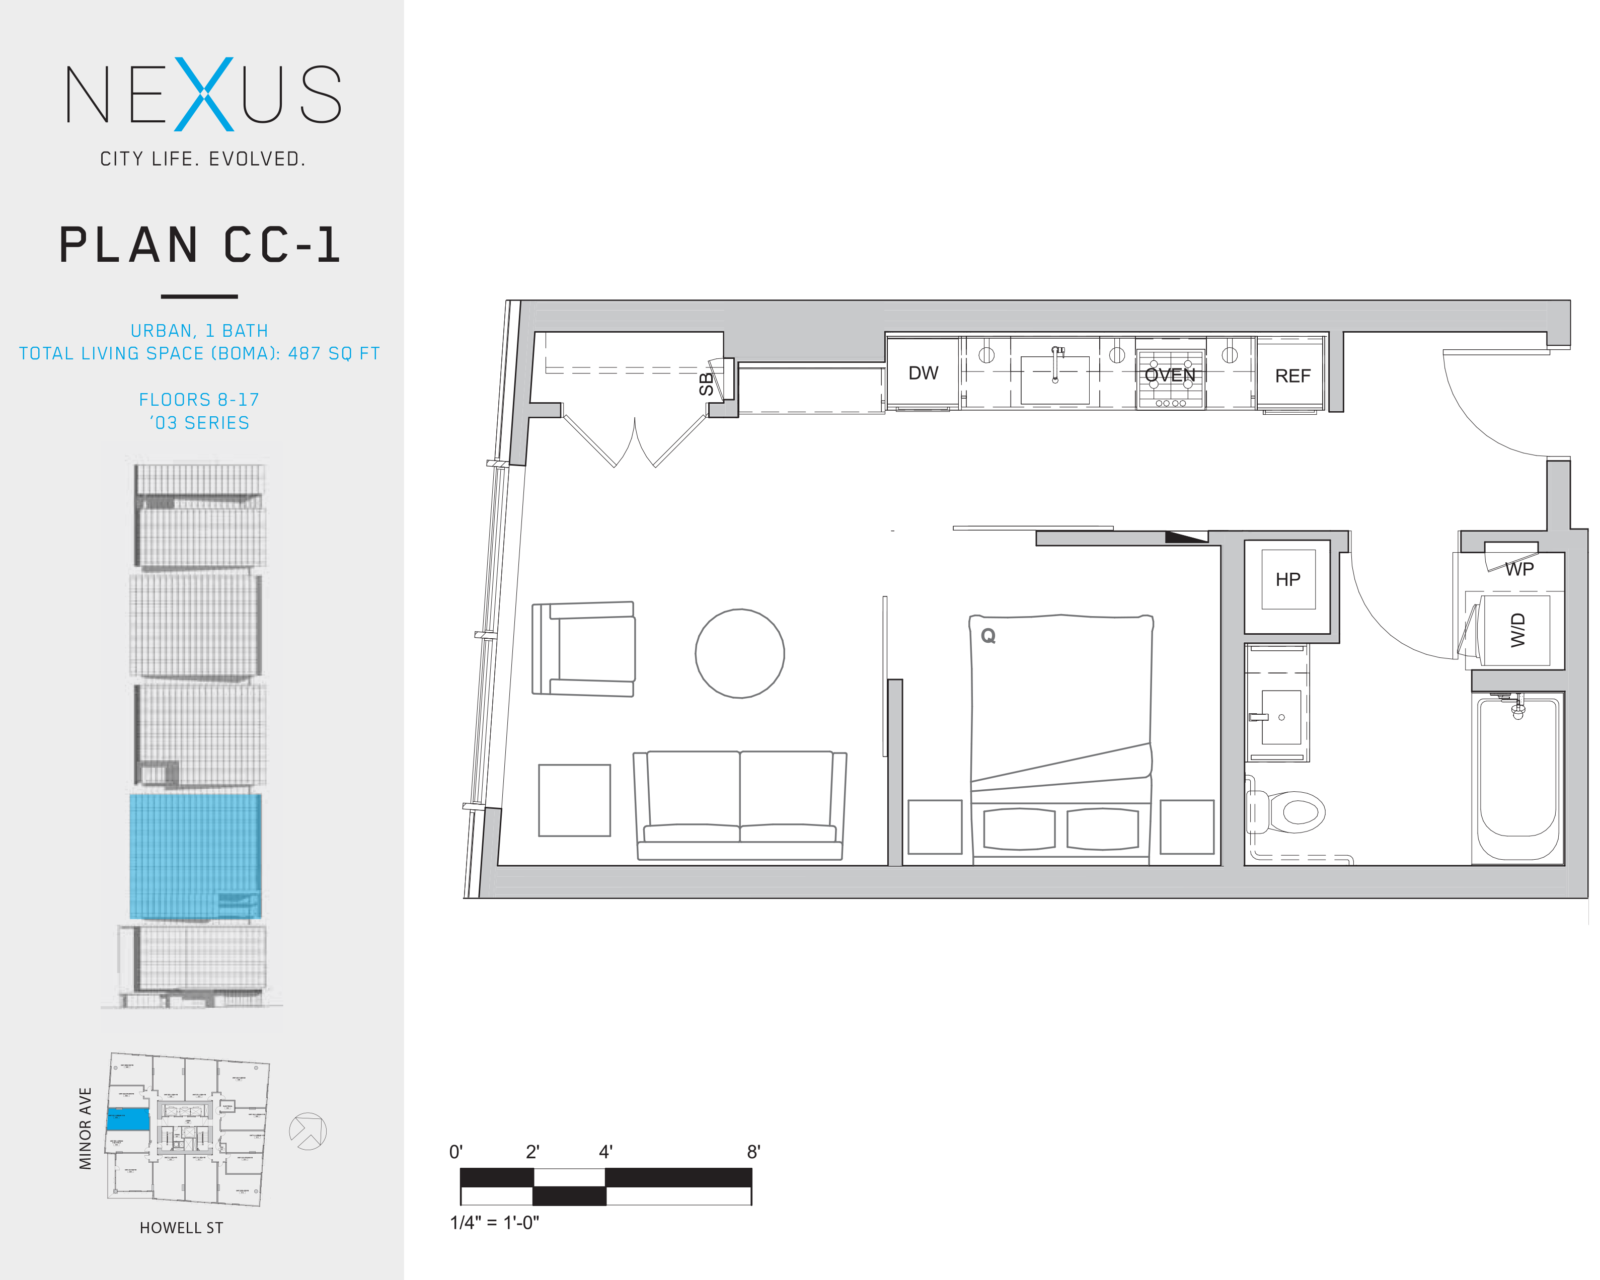 NEXUS
CITY LIFE. EVOLVED.
PLAN CC-1
URBAN, 1 BATH
TOTAL LIVING SPACE (BOMA): 487 SQ FT
FLOORS 8-17
‘03 SERIES
MINOR AVE
HOWELL ST
SB
DW
OVEN
REF
HP
WP
W/D
Q
0' 2' 4' 8'
1/4" = 1'-0"